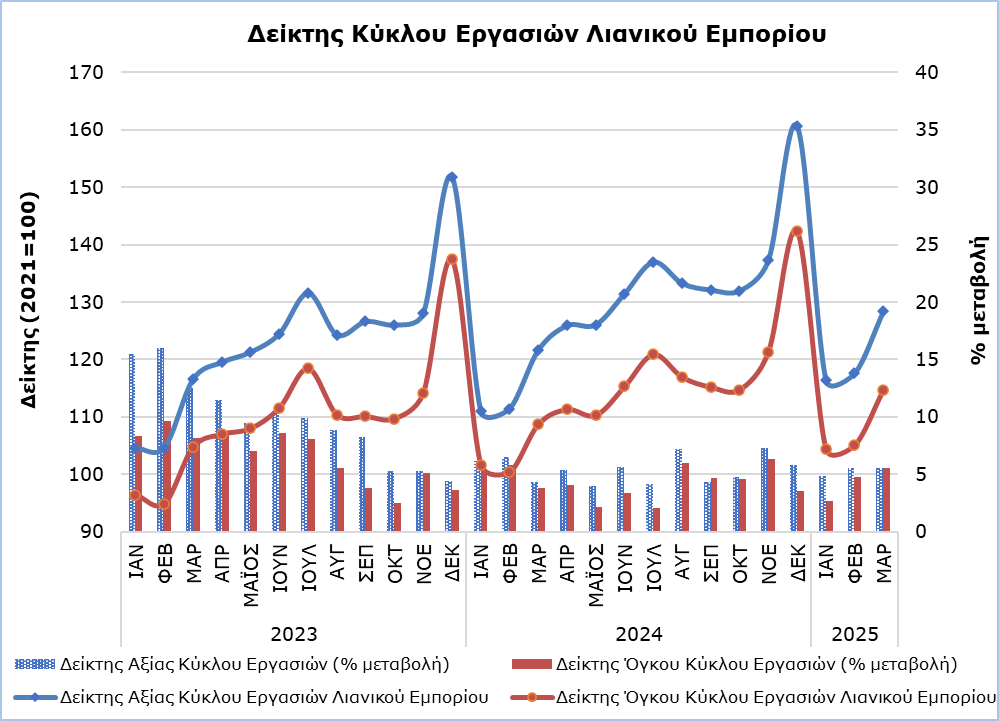 Δείκτης Κύκλου Εργασιών Λιανικού Εμπορίου
Δείκτης (2021=100)
170
160
150
140
130
120
110
100
90
40
35
30
25
20
15
10
5
0
% μεταβολή
ΙΑΝ ΦΕΒ ΜΑΡ ΑΠΡ ΜΑΪΟΣ ΙΟΥΝ ΙΟΥΛ ΑΥΓ ΣΕΠ ΟΚΤ ΝΟΕ ΔΕΚ ΙΑΝ ΦΕΒ ΜΑΡ ΑΠΡ ΜΑΪΟΣ ΙΟΥΝ ΙΟΥΛ ΑΥΓ ΣΕΠ ΟΚΤ ΝΟΕ ΔΕΚ ΙΑΝ ΦΕΒ ΜΑΡ
2023 2024 2025
Δείκτης Αξίας Κύκλου Εργασιών (% μεταβολή) Δείκτης Όγκου Κύκλου Εργασιών (% μεταβολή)
Δείκτης Αξίας Κύκλου Εργασιών Λιανικού Εμπορίου Δείκτης Όγκου Κύκλου Εργασιών Λιανικού Εμπορίου